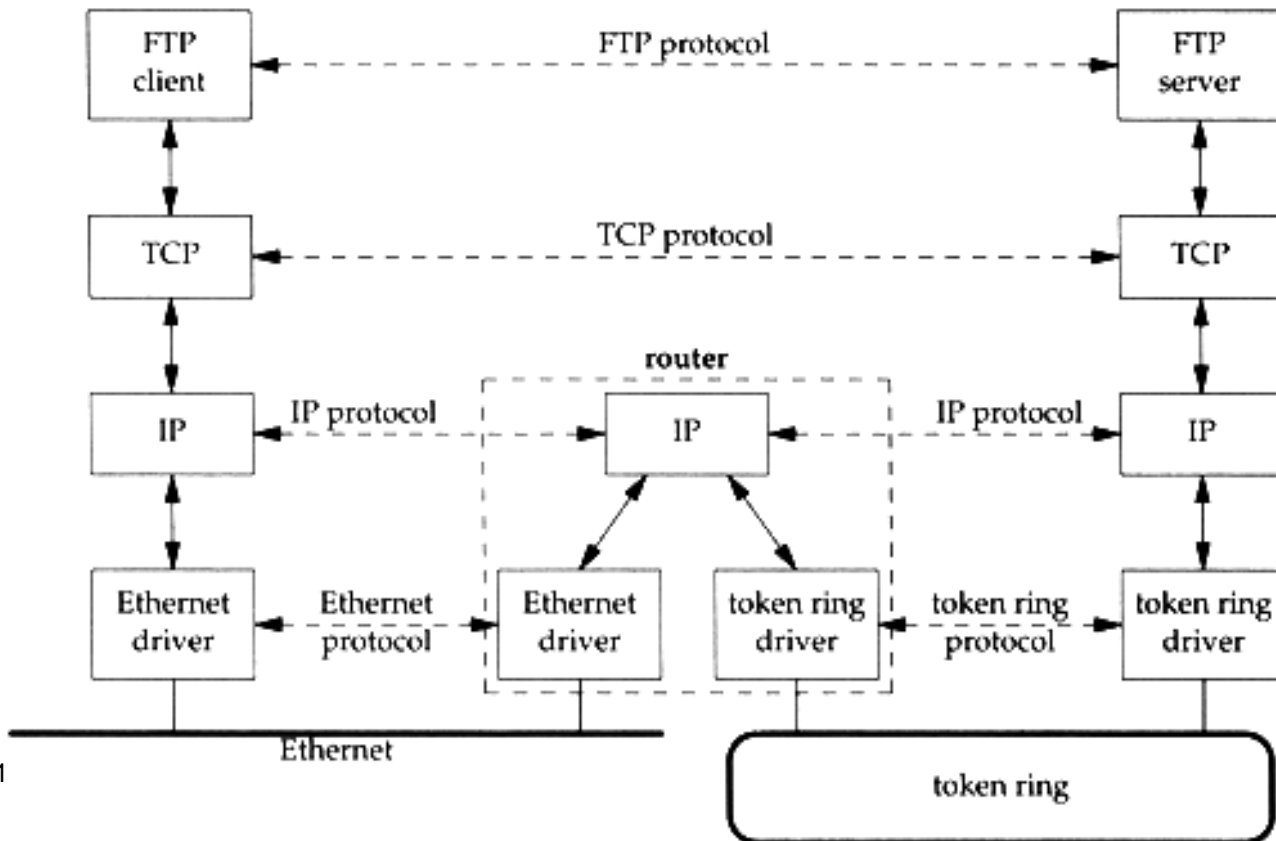 FTP
client
FTP protocol
FTP
server
TCP
TCP protocol
TCP
router
IP
IP protocol
IP
IP protocol
IP
Ethernet
driver
Ethernet
protocol
Ethernet
driver
token ring
driver
token ring
protocol
token ring
driver
Ethernet
token ring
1